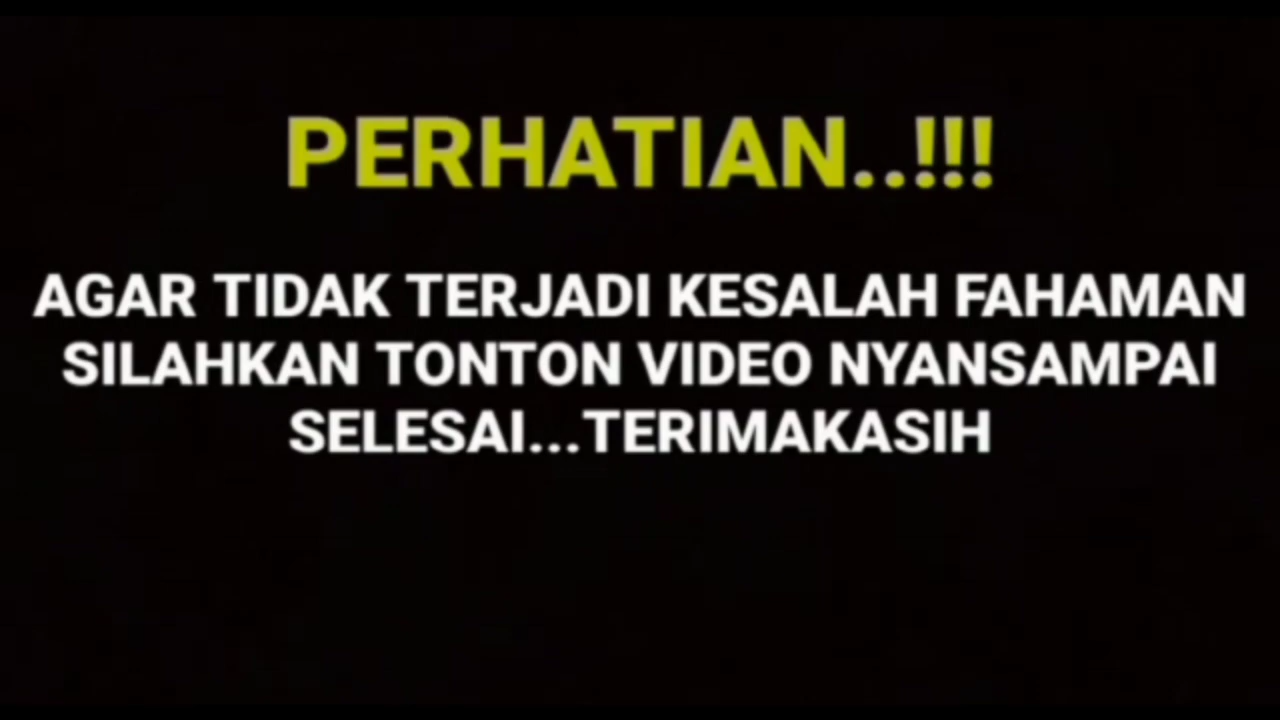 PERHATIAN..!!!
AGAR TIDAK TERJADI KESALAH FAHAMAN
SILAHKAN TONTON VIDEO NYANSAMPAI
SELESAI...TERIMAKASIH